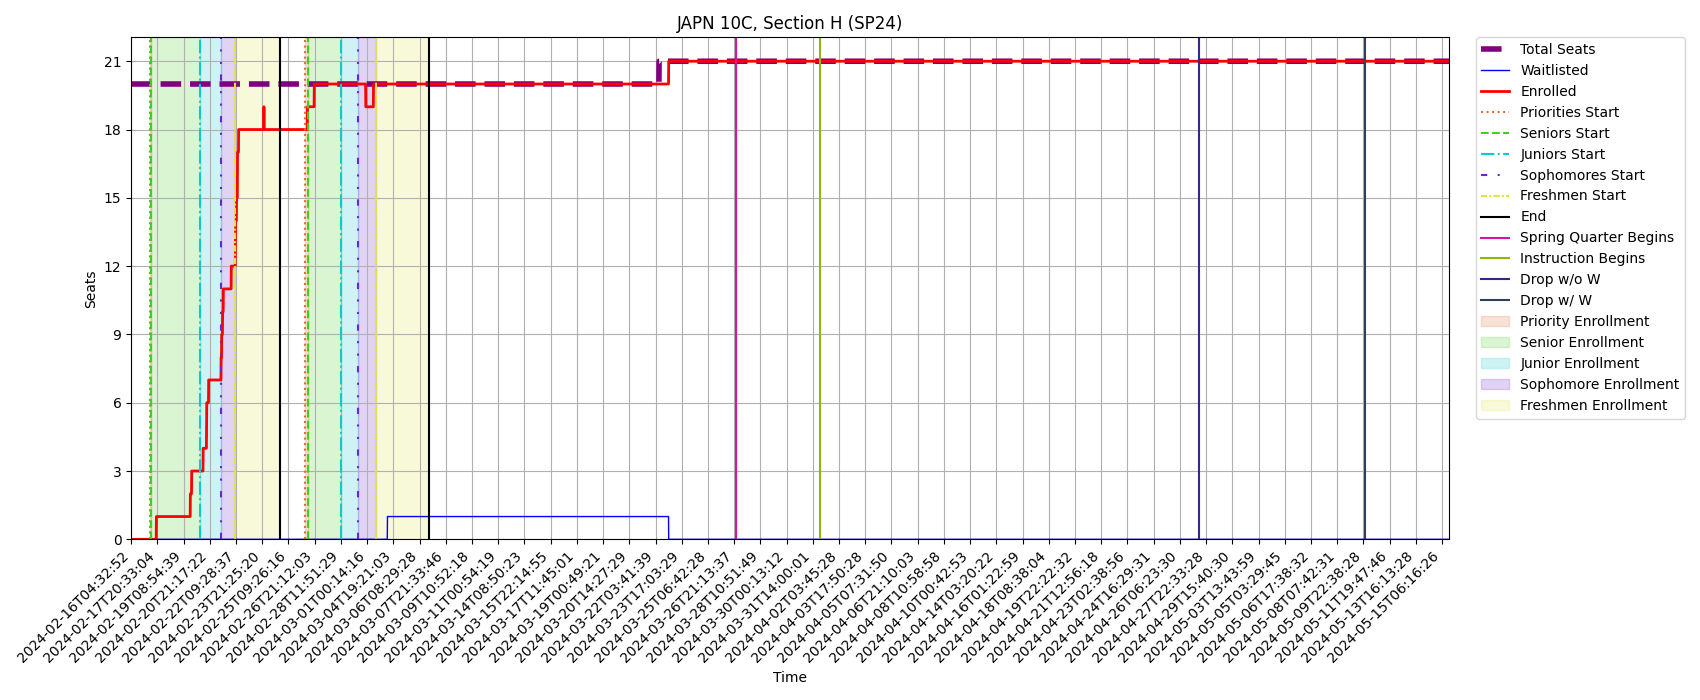 JAPN 10C, Section H (SP24)
Total Seats
Waitlisted
Enrolled
Priorities Start
Seniors Start
Juniors Start
Sophomores Start
Freshmen Start
End
Spring Quarter Begins
Instruction Begins
Drop w/o W
Drop w/ W
Priority Enrollment
Senior Enrollment
Junior Enrollment
Sophomore Enrollment
Freshmen Enrollment
Seats
21
18
15
12
9
6
3
0
2024-02-16T04:32:52
2024-02-17T20:33:04
2024-02-19T08:54:39
2024-02-20T21:17:22
2024-02-22T09:28:37
2024-02-23T21:25:20
2024-02-25T09:26:16
2024-02-26T21:12:03
2024-02-28T11:51:29
2024-03-01T00:14:16
2024-03-04T19:21:03
2024-03-06T08:29:28
2024-03-07T21:33:46
2024-03-09T10:52:18
2024-03-11T00:54:19
2024-03-14T08:50:23
2024-03-15T22:14:55
2024-03-17T11:45:01
2024-03-19T00:49:21
2024-03-20T14:27:29
2024-03-22T03:41:39
2024-03-23T17:03:29
2024-03-25T06:42:28
2024-03-26T21:13:37
2024-03-28T10:51:49
2024-03-30T00:13:12
2024-03-31T14:00:01
2024-04-02T03:45:28
2024-04-03T17:50:28
2024-04-05T07:31:50
2024-04-06T21:10:03
2024-04-08T10:58:58
2024-04-10T00:42:53
2024-04-14T03:20:22
2024-04-16T01:22:59
2024-04-18T08:38:04
2024-04-19T22:22:32
2024-04-21T12:56:18
2024-04-23T02:38:56
2024-04-24T16:29:31
2024-04-26T06:23:30
2024-04-27T22:33:28
2024-04-29T15:40:30
2024-05-03T13:43:59
2024-05-05T03:29:45
2024-05-06T17:38:32
2024-05-08T07:42:31
2024-05-09T22:38:28
2024-05-11T19:47:46
2024-05-13T16:13:28
2024-05-15T06:16:26
Time